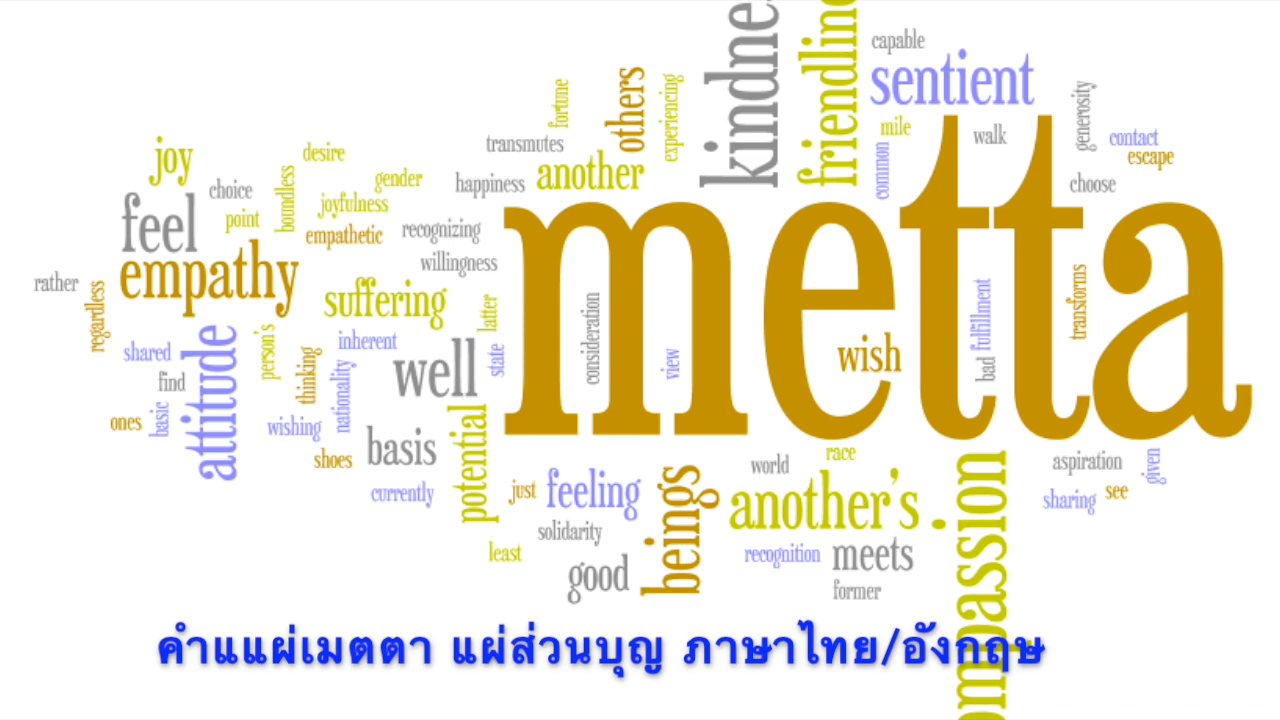 kindne
friendline
capable
sentient
fortune
others
experiencing
generosity
mile
walk
contact
escape
common
choose
joy
desire
transmutes
another
happiness
gender
choice
boundless
joyfulness
feel
point
empathetic
recognizing
willingness
metta
empathy
rather
regardless
suffering
latter
consideration
fulfillment
transforms
shared
attitude
person's
inherent
state
view
wish
bad
find
thinking
nationality
well
ones
basic
wishing
shoes
basis
potential
currently
world
race
aspiration
given
just
feeling
beings
another's
sharing
see
solidarity
least
good
recognition
meets
former
mpassion
คำแแผ่เมตตา แผ่ส่วนบุญ ภาษาไทย/อังกฤษ